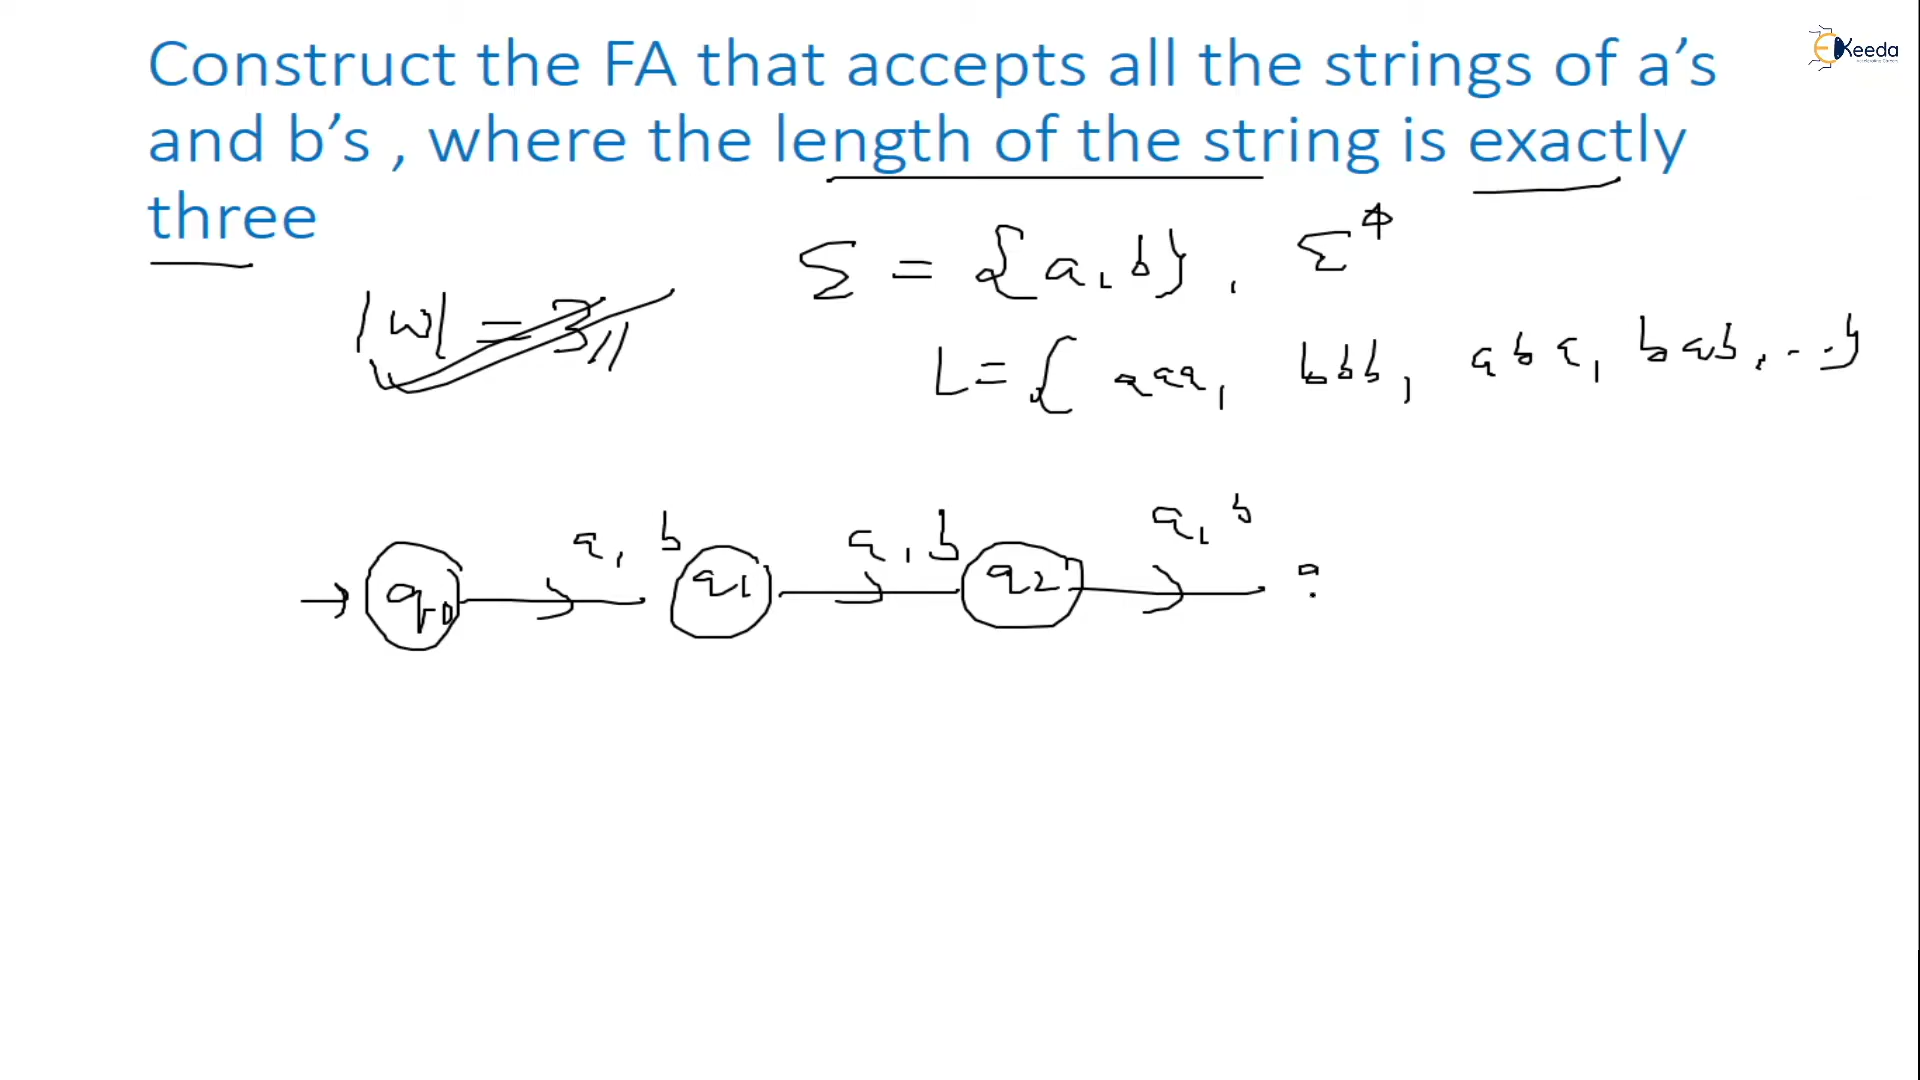 Construct the FA that accepts all the strings of a’s
and b’s , where the length of the string is exactly
three
Keeda
Σ = {a, b}, Σ*
|w| = 3
L = { aaa, bbb, aba, bab, ...}
a, b a, b a, b
q0 q1 q2 ?